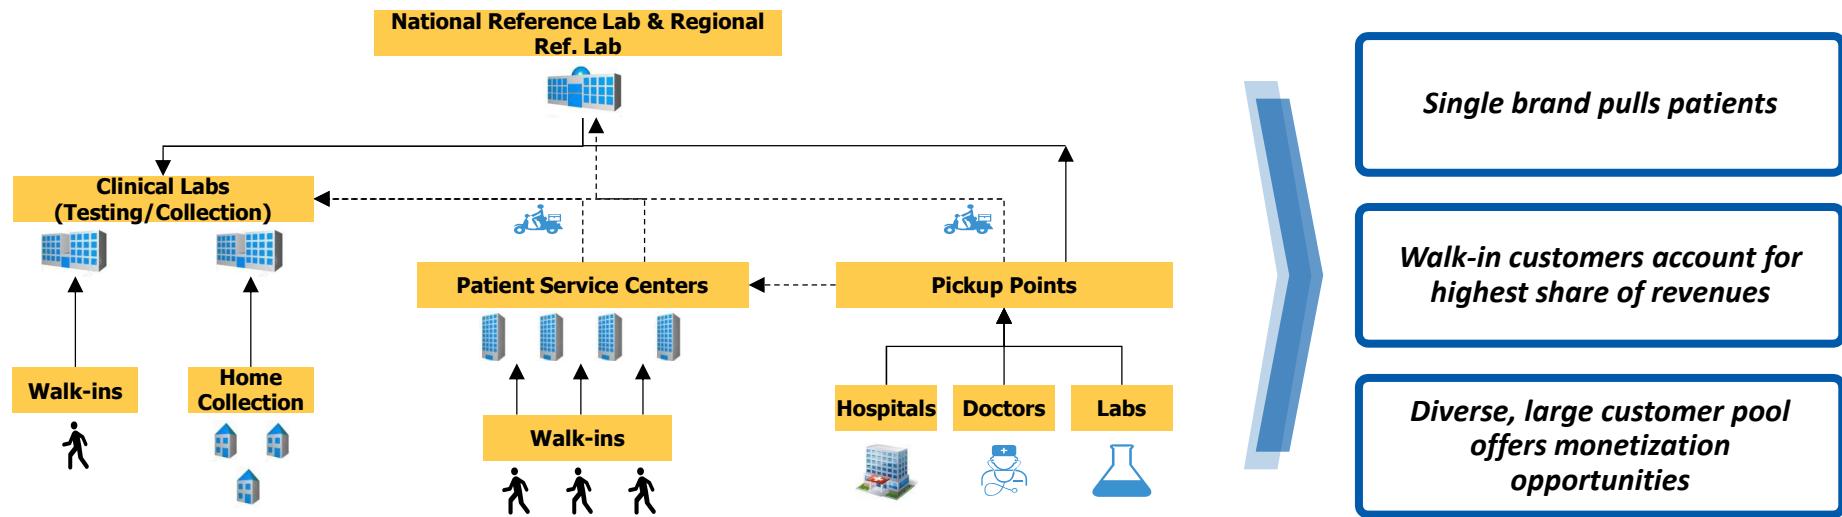 National Reference Lab & Regional
Ref. Lab
Clinical Labs
(Testing/Collection)
Patient Service Centers
Pickup Points
Walk-ins
Home
Collection
Walk-ins
Hospitals
Doctors
Labs
Single brand pulls patients
Walk-in customers account for
highest share of revenues
Diverse, large customer pool
offers monetization
opportunities